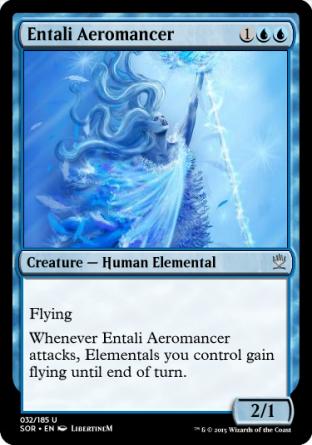 Entali Aeromancer 1
Creature — Human Elemental
Flying
Whenever Entali Aeromancer
attacks, Elementals you control gain
flying until end of turn.
2/1
032/185 U
SOR • EN LIBERTINEM
™ & © 2015 Wizards of the Coast